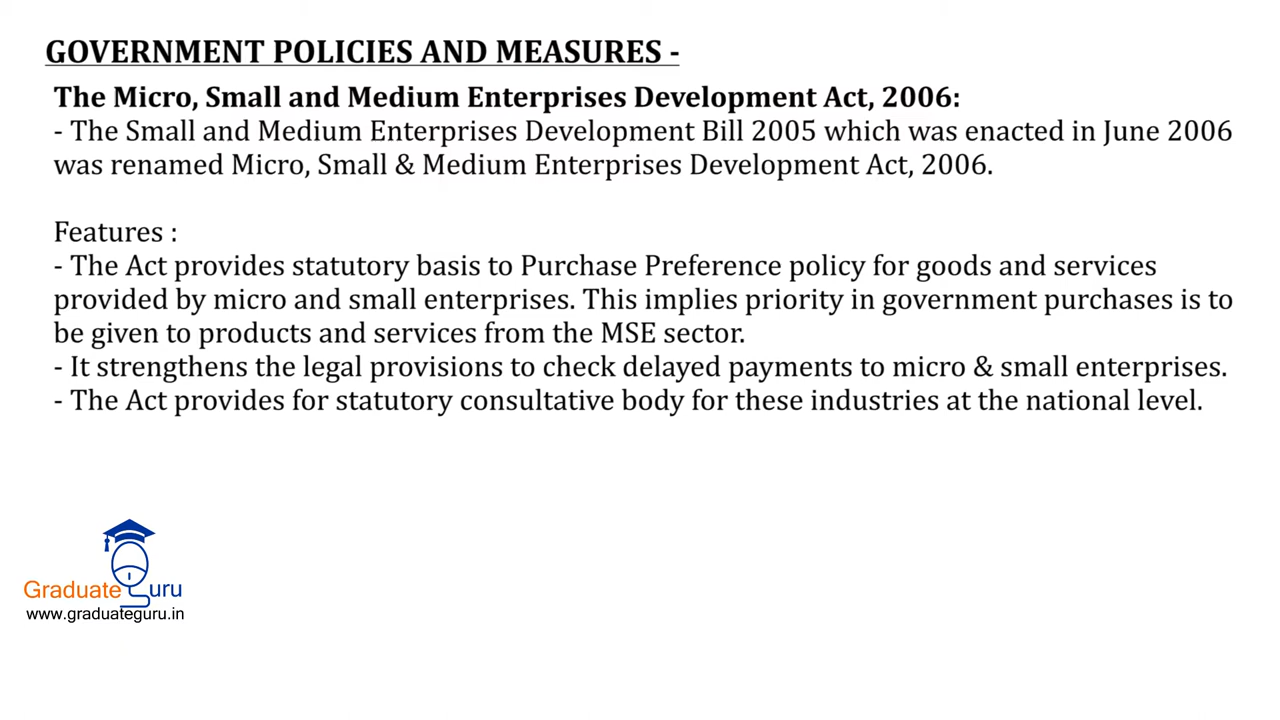 GOVERNMENT POLICIES AND MEASURES -
The Micro, Small and Medium Enterprises Development Act, 2006:
- The Small and Medium Enterprises Development Bill 2005 which was enacted in June 2006
was renamed Micro, Small & Medium Enterprises Development Act, 2006.
Features :
- The Act provides statutory basis to Purchase Preference policy for goods and services
provided by micro and small enterprises. This implies priority in government purchases is to
be given to products and services from the MSE sector.
- It strengthens the legal provisions to check delayed payments to micro & small enterprises.
- The Act provides for statutory consultative body for these industries at the national level.
Graduate Guru
www.graduateguru.in